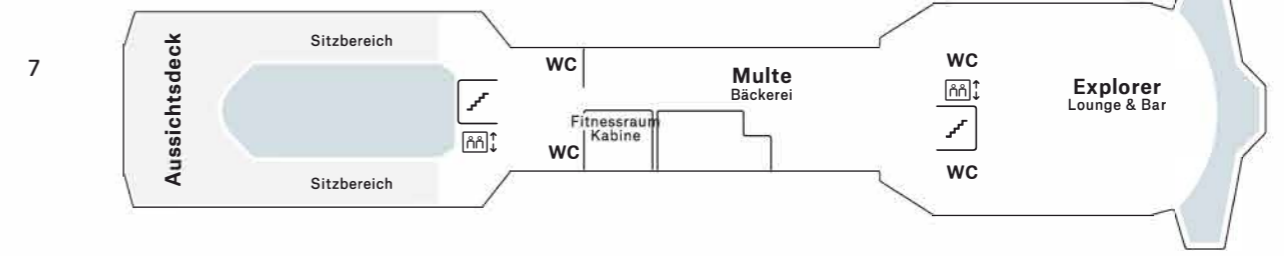 7
Aussichtsdeck
Sitzbereich
Sitzbereich
WC
WC
Fitnessraum
Kabine
Multe
Bäckerei
WC
WC
Explorer
Lounge & Bar